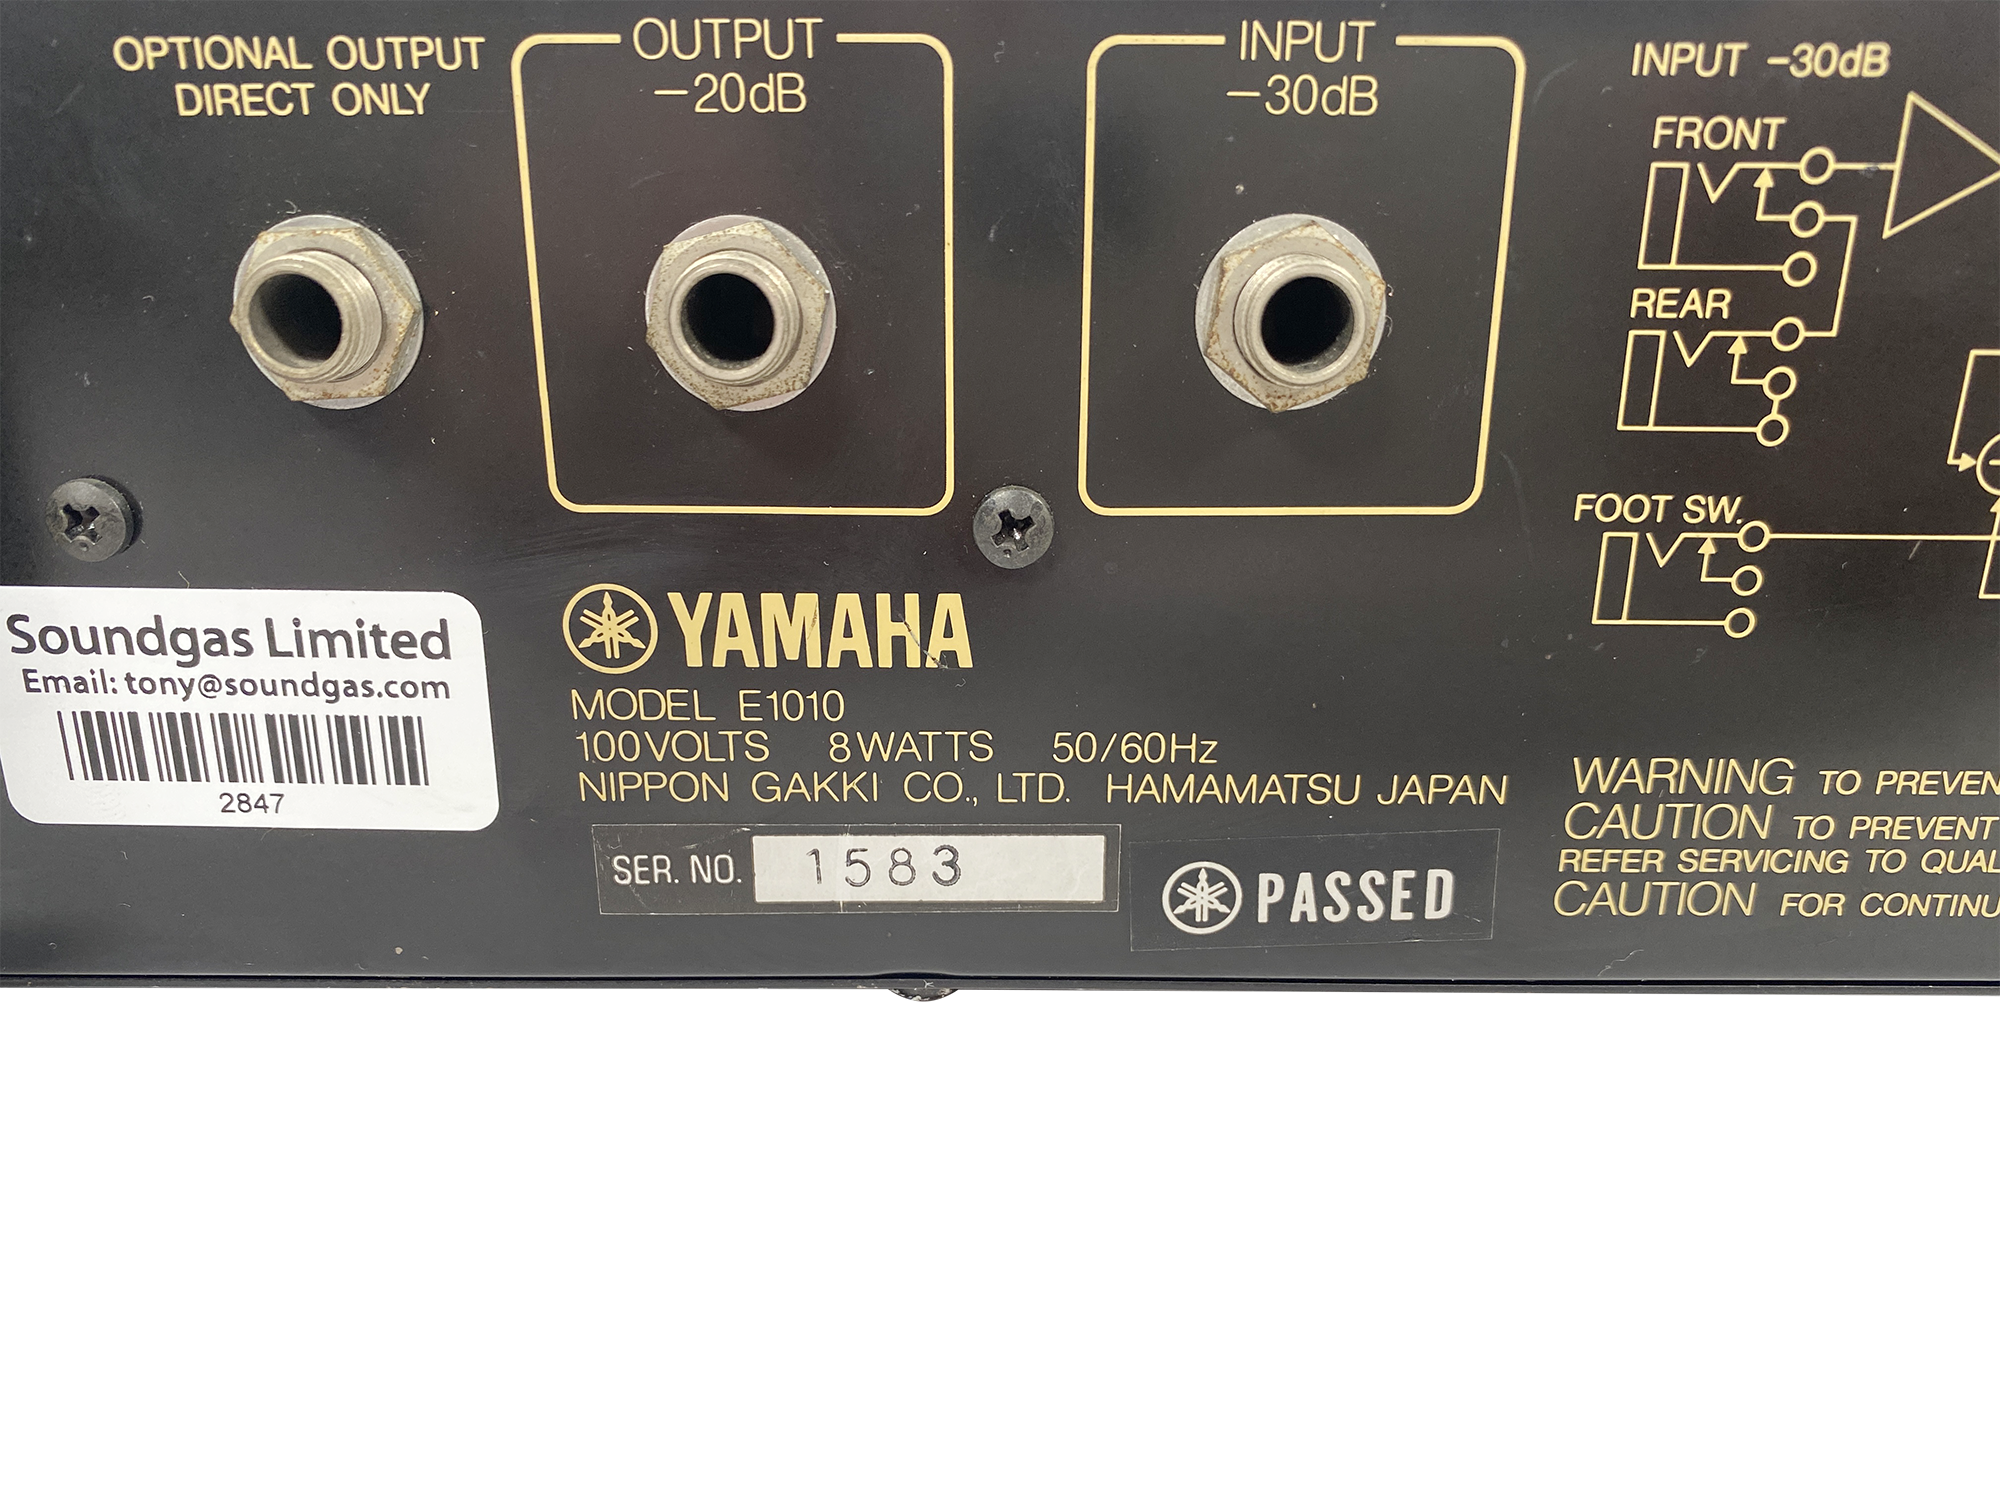 OPTIONAL OUTPUT
DIRECT ONLY
OUTPUT
-20dB
INPUT
-30dB
INPUT -30dB
FRONT
REAR
FOOT SW.
Soundgas Limited
Email: tony@soundgas.com
2847
YAMAHA
MODEL E1010
100VOLTS 8WATTS 50/60Hz
NIPPON GAKKI CO., LTD. HAMAMATSU JAPAN
SER. NO. 1583
PASSED
WARNING TO PREVEN
CAUTION TO PREVENT
REFER SERVICING TO QUAL
CAUTION FOR CONTINU